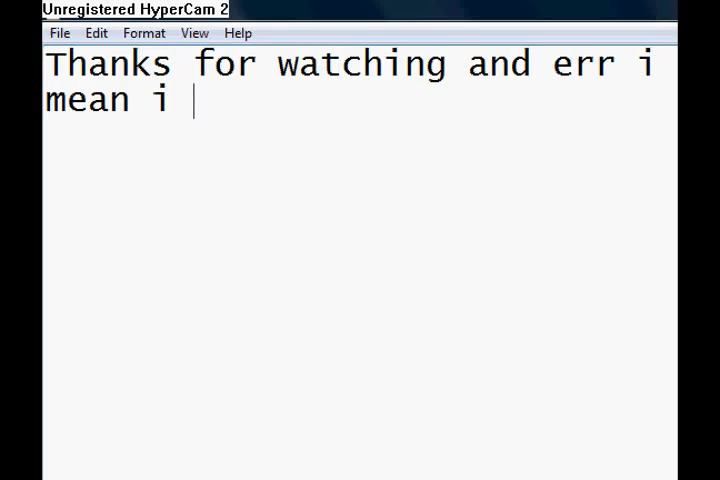 Unregistered HyperCam 2
File Edit Format View Help
Thanks for watching and err i
mean i